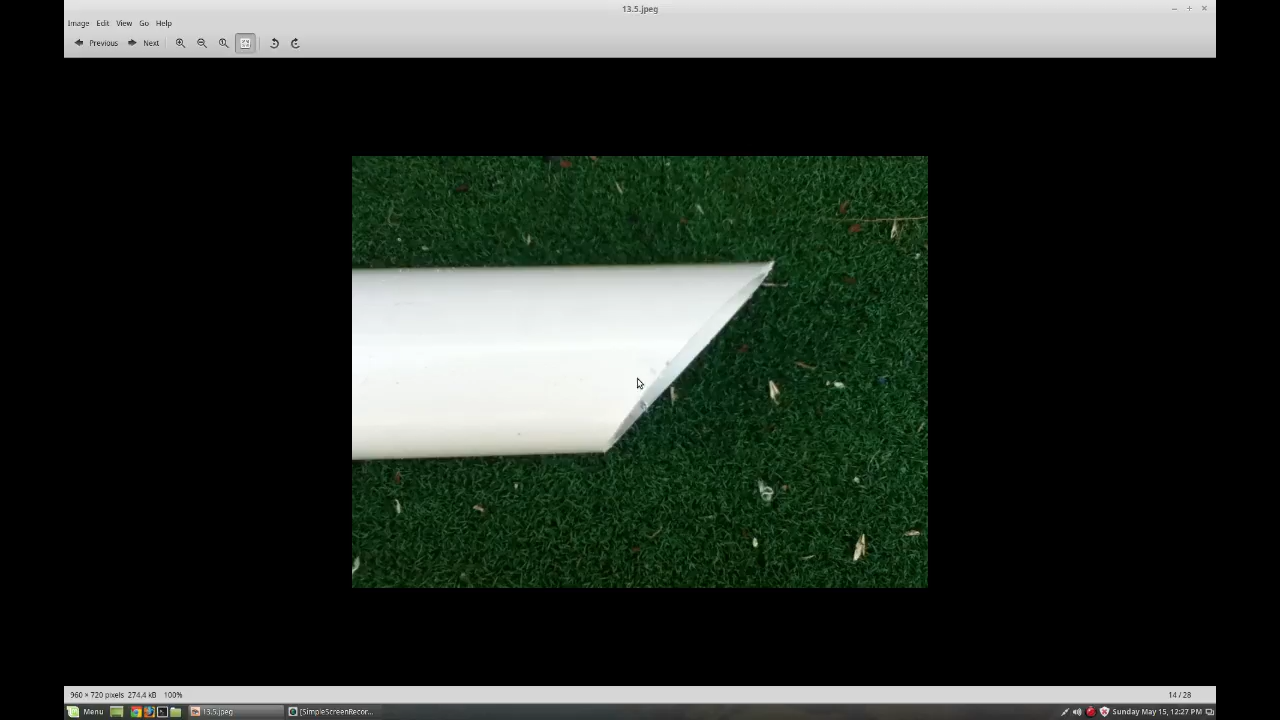 13.5.jpeg
Image Edit View Go Help
Previous Next
960 × 720 pixels 274.4 kB 100%
14 / 28
Menu 13.5.jpeg [SimpleScreenRecor... Sunday May 15, 12:27 PM